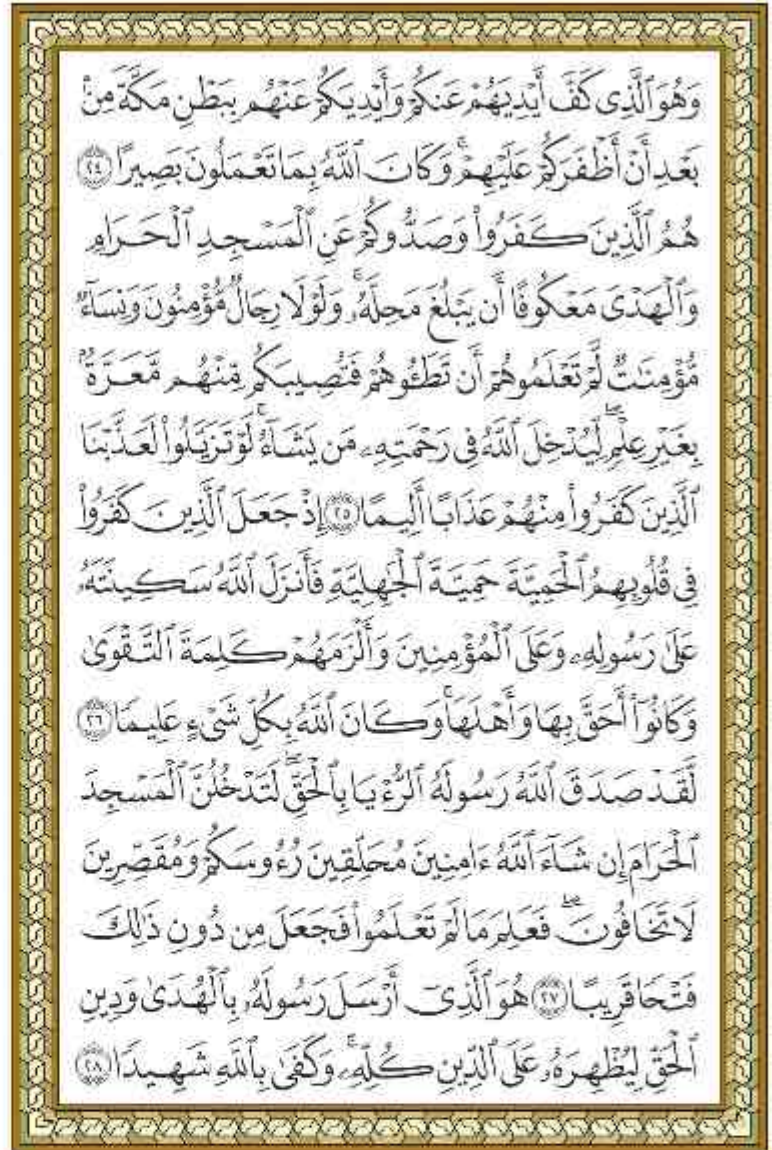 وَهُوَ ٱلَّذِى كَفَّ أَيْدِيَهُمْ عَنكُمْ وَأَيْدِيَكُمْ عَنْهُم بِبَطْنِ مَكَّةَ مِنۢ
بَعْدِ أَنْ أَظْفَرَكُمْ عَلَيْهِمْ ۚ وَكَانَ ٱللَّهُ بِمَا تَعْمَلُونَ بَصِيرًا ٢٤
هُمُ ٱلَّذِينَ كَفَرُوا۟ وَصَدُّوكُمْ عَنِ ٱلْمَسْجِدِ ٱلْحَرَامِ
وَٱلْهَدْىَ مَعْكُوفًا أَن يَبْلُغَ مَحِلَّهُۥ ۚ وَلَوْلَا رِجَالٌ مُّؤْمِنُونَ وَنِسَآءٌ
مُّؤْمِنَـٰتٌ لَّمْ تَعْلَمُوهُمْ أَن تَطَـُٔوهُمْ فَتُصِيبَكُم مِّنْهُم مَّعَرَّةٌۢ
بِغَيْرِ عِلْمٍ ۖ لِّيُدْخِلَ ٱللَّهُ فِى رَحْمَتِهِۦ مَن يَشَآءُ ۚ لَوْ تَزَيَّلُوا۟ لَعَذَّبْنَا
ٱلَّذِينَ كَفَرُوا۟ مِنْهُمْ عَذَابًا أَلِيمًا ٢٥ إِذْ جَعَلَ ٱلَّذِينَ كَفَرُوا۟
فِى قُلُوبِهِمُ ٱلْحَمِيَّةَ حَمِيَّةَ ٱلْجَـٰهِلِيَّةِ فَأَنزَلَ ٱللَّهُ سَكِينَتَهُۥ
عَلَىٰ رَسُولِهِۦ وَعَلَى ٱلْمُؤْمِنِينَ وَأَلْزَمَهُمْ كَلِمَةَ ٱلتَّقْوَىٰ
وَكَانُوٓا۟ أَحَقَّ بِهَا وَأَهْلَهَا ۚ وَكَانَ ٱللَّهُ بِكُلِّ شَىْءٍ عَلِيمًا ٢٦
لَّقَدْ صَدَقَ ٱللَّهُ رَسُولَهُ ٱلرُّءْيَا بِٱلْحَقِّ ۖ لَتَدْخُلُنَّ ٱلْمَسْجِدَ
ٱلْحَرَامَ إِن شَآءَ ٱللَّهُ ءَامِنِينَ مُحَلِّقِينَ رُءُوسَكُمْ وَمُقَصِّرِينَ
لَا تَخَافُونَ ۖ فَعَلِمَ مَا لَمْ تَعْلَمُوا۟ فَجَعَلَ مِن دُونِ ذَٰلِكَ
فَتْحًا قَرِيبًا ٢٧ هُوَ ٱلَّذِىٓ أَرْسَلَ رَسُولَهُۥ بِٱلْهُدَىٰ وَدِينِ
ٱلْحَقِّ لِيُظْهِرَهُۥ عَلَى ٱلدِّينِ كُلِّهِۦ ۚ وَكَفَىٰ بِٱللَّهِ شَهِيدًا ٢٨